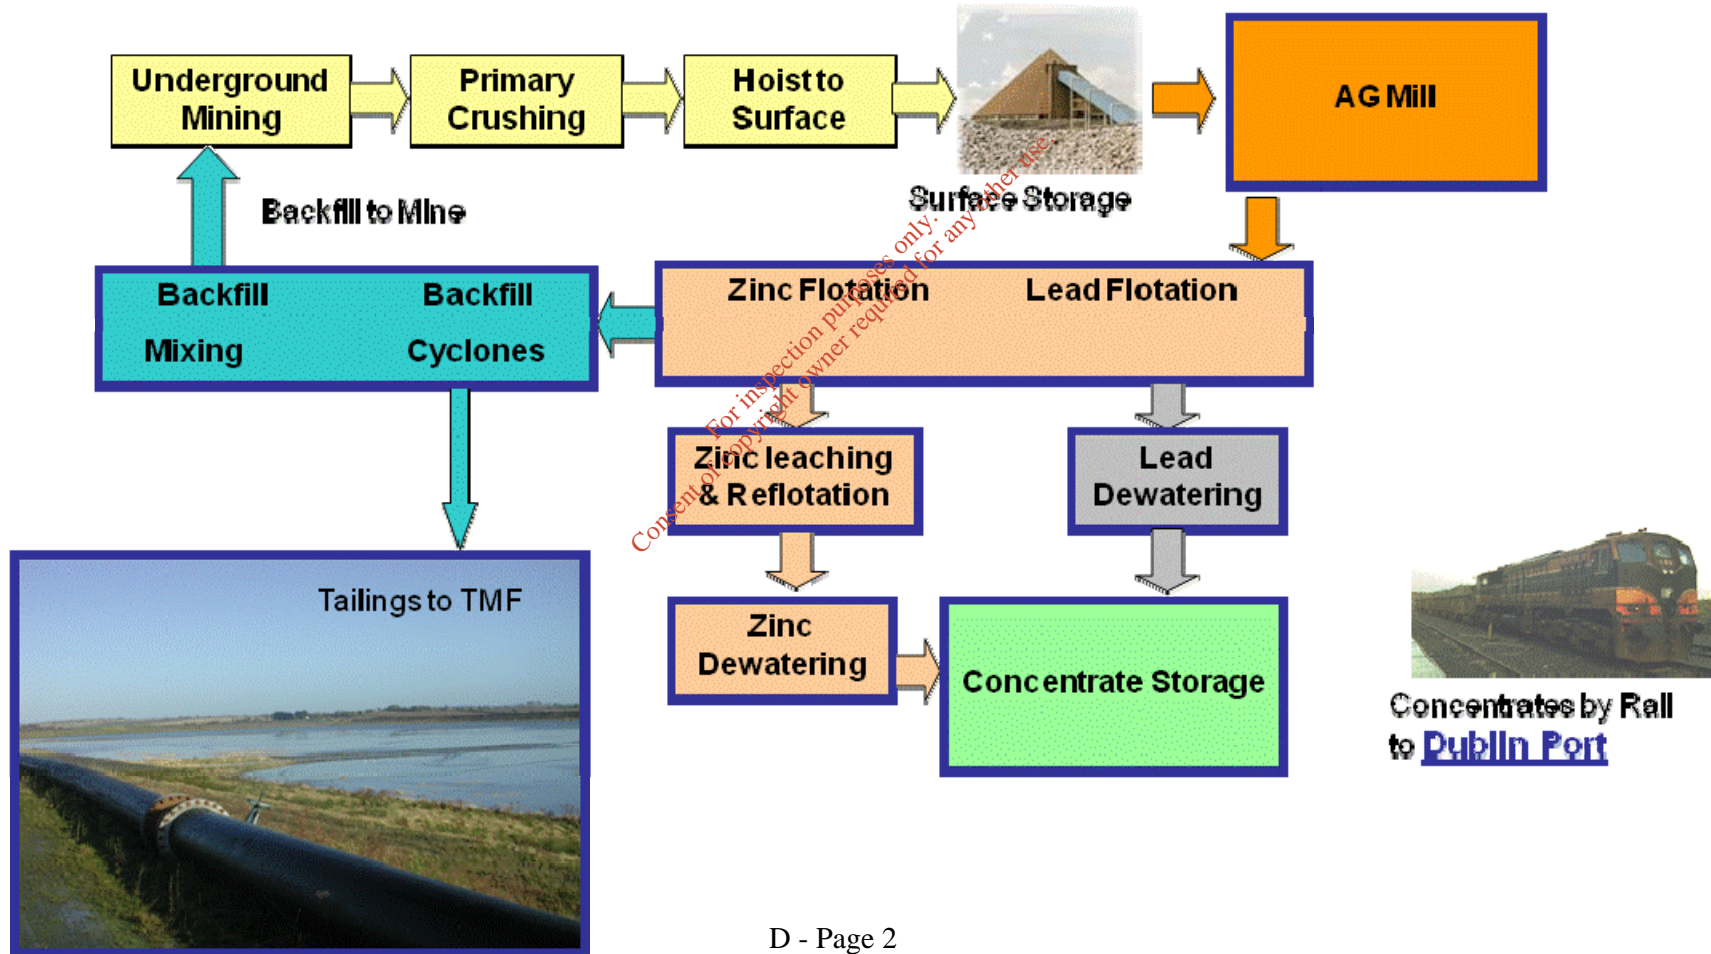 Underground
Mining
Primary
Crushing
Hoist to
Surface
AG Mill
Surface Storage
Backfill to Mine
Backfill
Mixing
Backfill
Cyclones
Zinc Flotation
Lead Flotation
Zinc leaching
& Reflotation
Lead
Dewatering
Zinc
Dewatering
Concentrate Storage
Tailings to TMF
Concentrates by Rail
to Dublin Port
For inspection purposes only.
Consent of copyright owner required for any other use.
D - Page 2